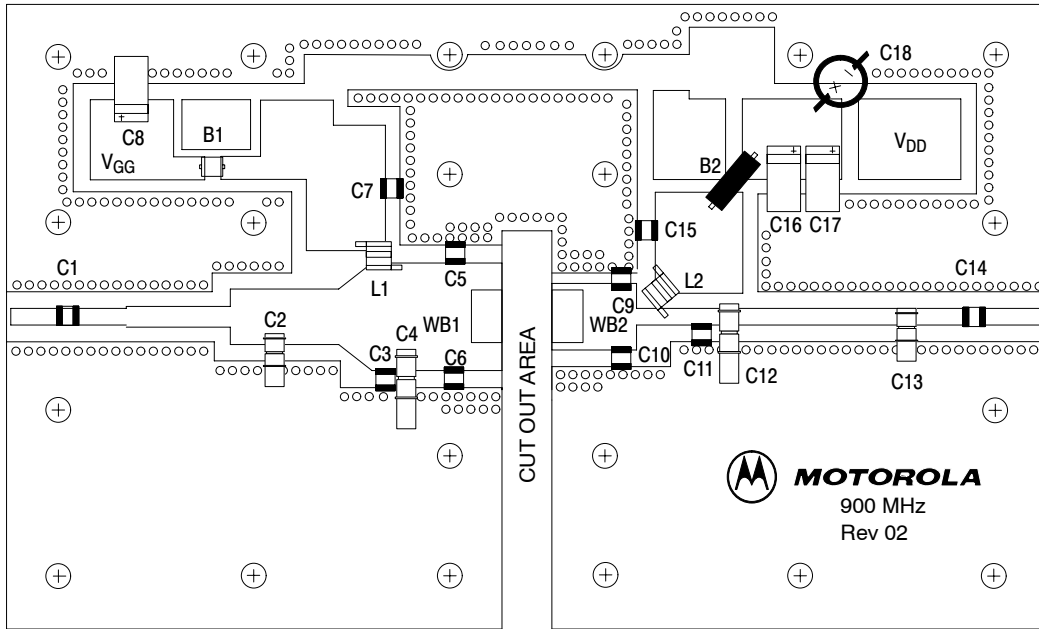 C18
C8
B1
VGG
VDD
B2
C7
C16
C17
C15
C1
C5
C14
L1
L2
C9
C2
C4
WB1
WB2
C3
C6
C10
C11
C12
C13
CUT OUT AREA
MOTOROLA
900 MHz
Rev 02